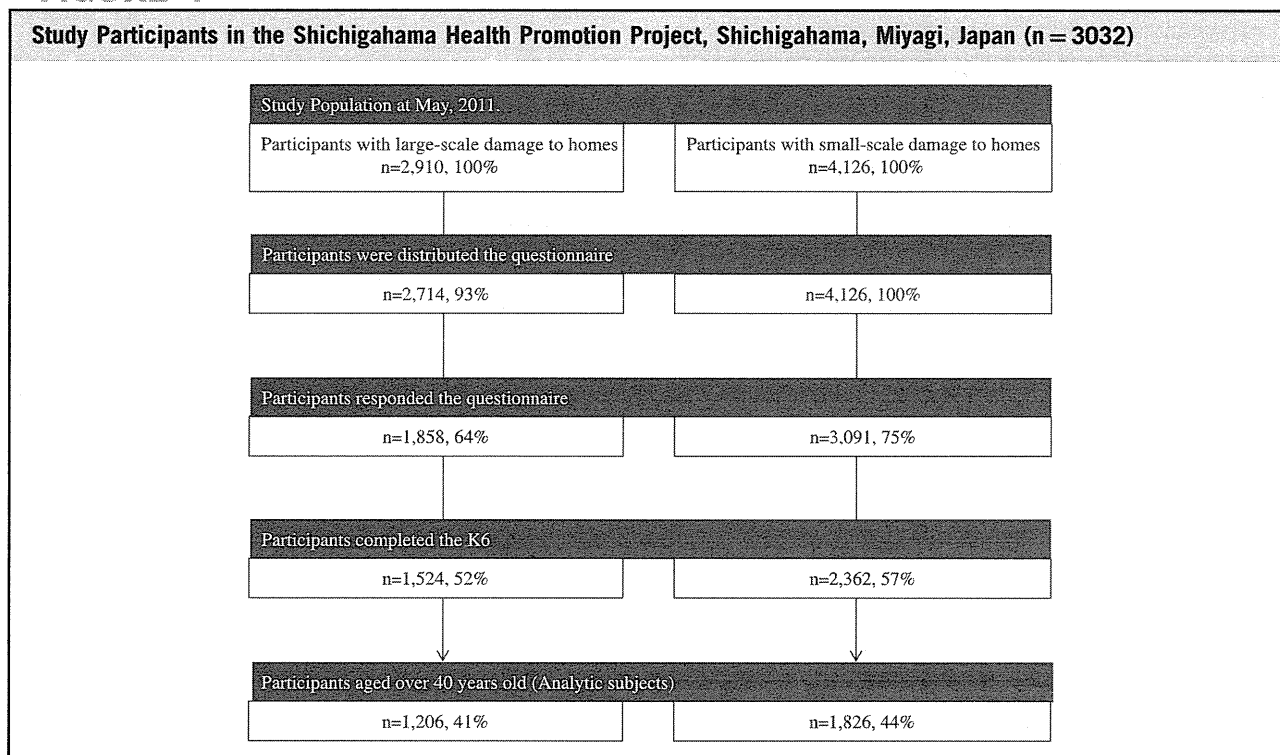 Study Participants in the Shichigahama Health Promotion Project, Shichigahama, Miyagi, Japan (n = 3032)
Study Population at May, 2011.
Participants with large-scale damage to homes
n=2,910, 100%
Participants with small-scale damage to homes
n=4,126, 100%
Participants were distributed the questionnaire
n=2,714, 93%
n=4,126, 100%
Participants responded the questionnaire
n=1,858, 64%
n=3,091, 75%
Participants completed the K6
n=1,524, 52%
n=2,362, 57%
Participants aged over 40 years old (Analytic subjects)
n=1,206, 41%
n=1,826, 44%